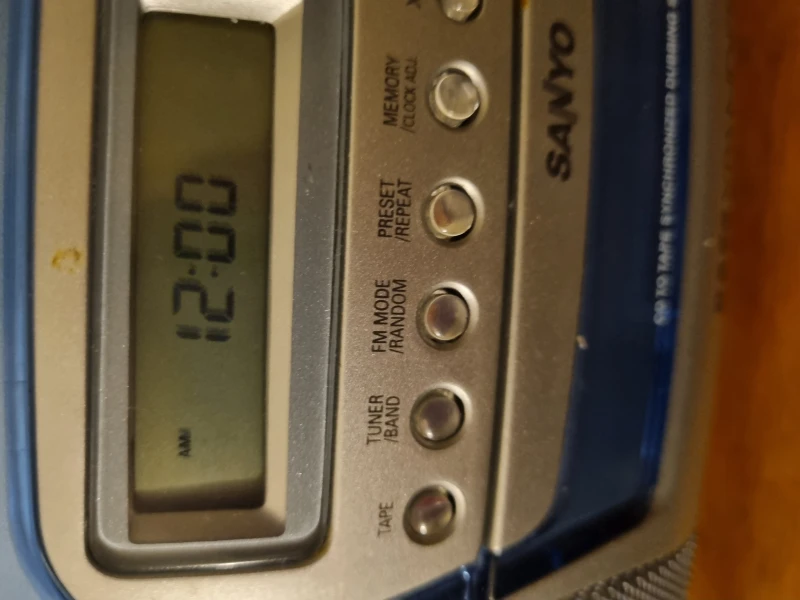 AM
12:00
TAPE
TUNER
/BAND
FM MODE
/RANDOM
PRESET
/REPEAT
MEMORY
/CLOCK ADJ.
SANYO
CD TO TAPE SYNCHRONIZED DUBBING